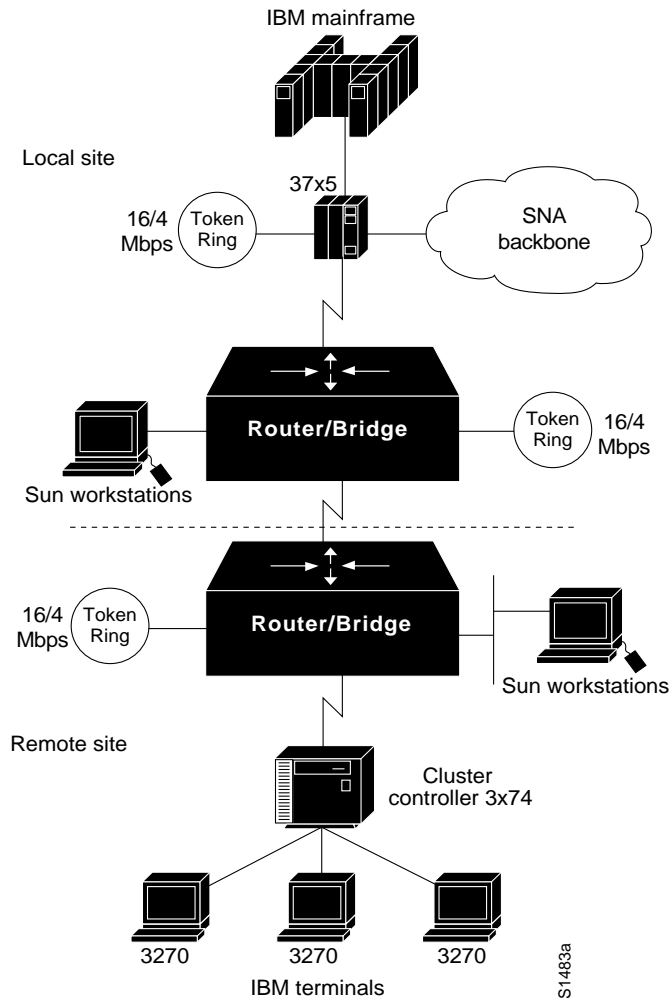 IBM mainframe
Local site
37x5
16/4
Mbps
Token
Ring
SNA
backbone
Router/Bridge
Token
Ring
16/4
Mbps
Sun workstations
16/4
Mbps
Token
Ring
Router/Bridge
Sun workstations
Remote site
Cluster
controller 3x74
3270
3270
3270
IBM terminals
S1483a